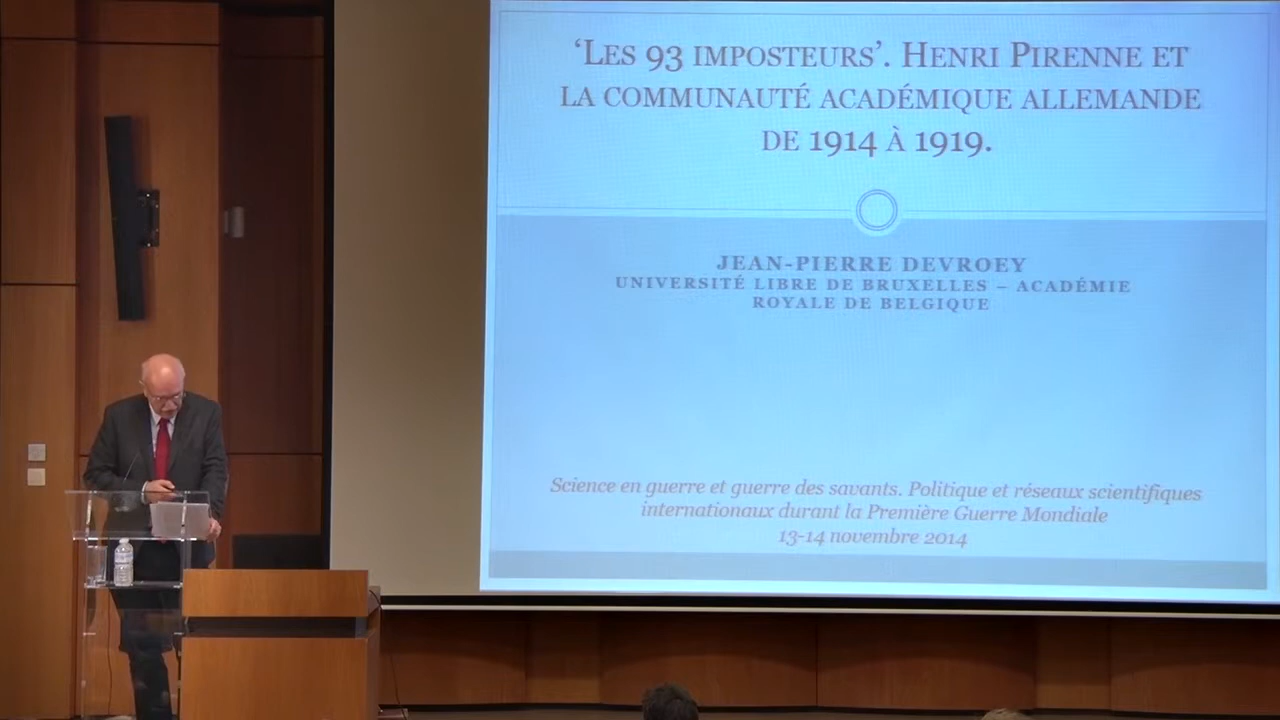 ‘Les 93 imposteurs’. Henri Pirenne et
la communauté académique allemande
de 1914 à 1919.
JEAN-PIERRE DEVROEY
UNIVERSITÉ LIBRE DE BRUXELLES – ACADÉMIE
ROYALE DE BELGIQUE
Science en guerre et guerre des savants. Politique et réseaux scientifiques
internationaux durant la Première Guerre Mondiale
13-14 novembre 2014